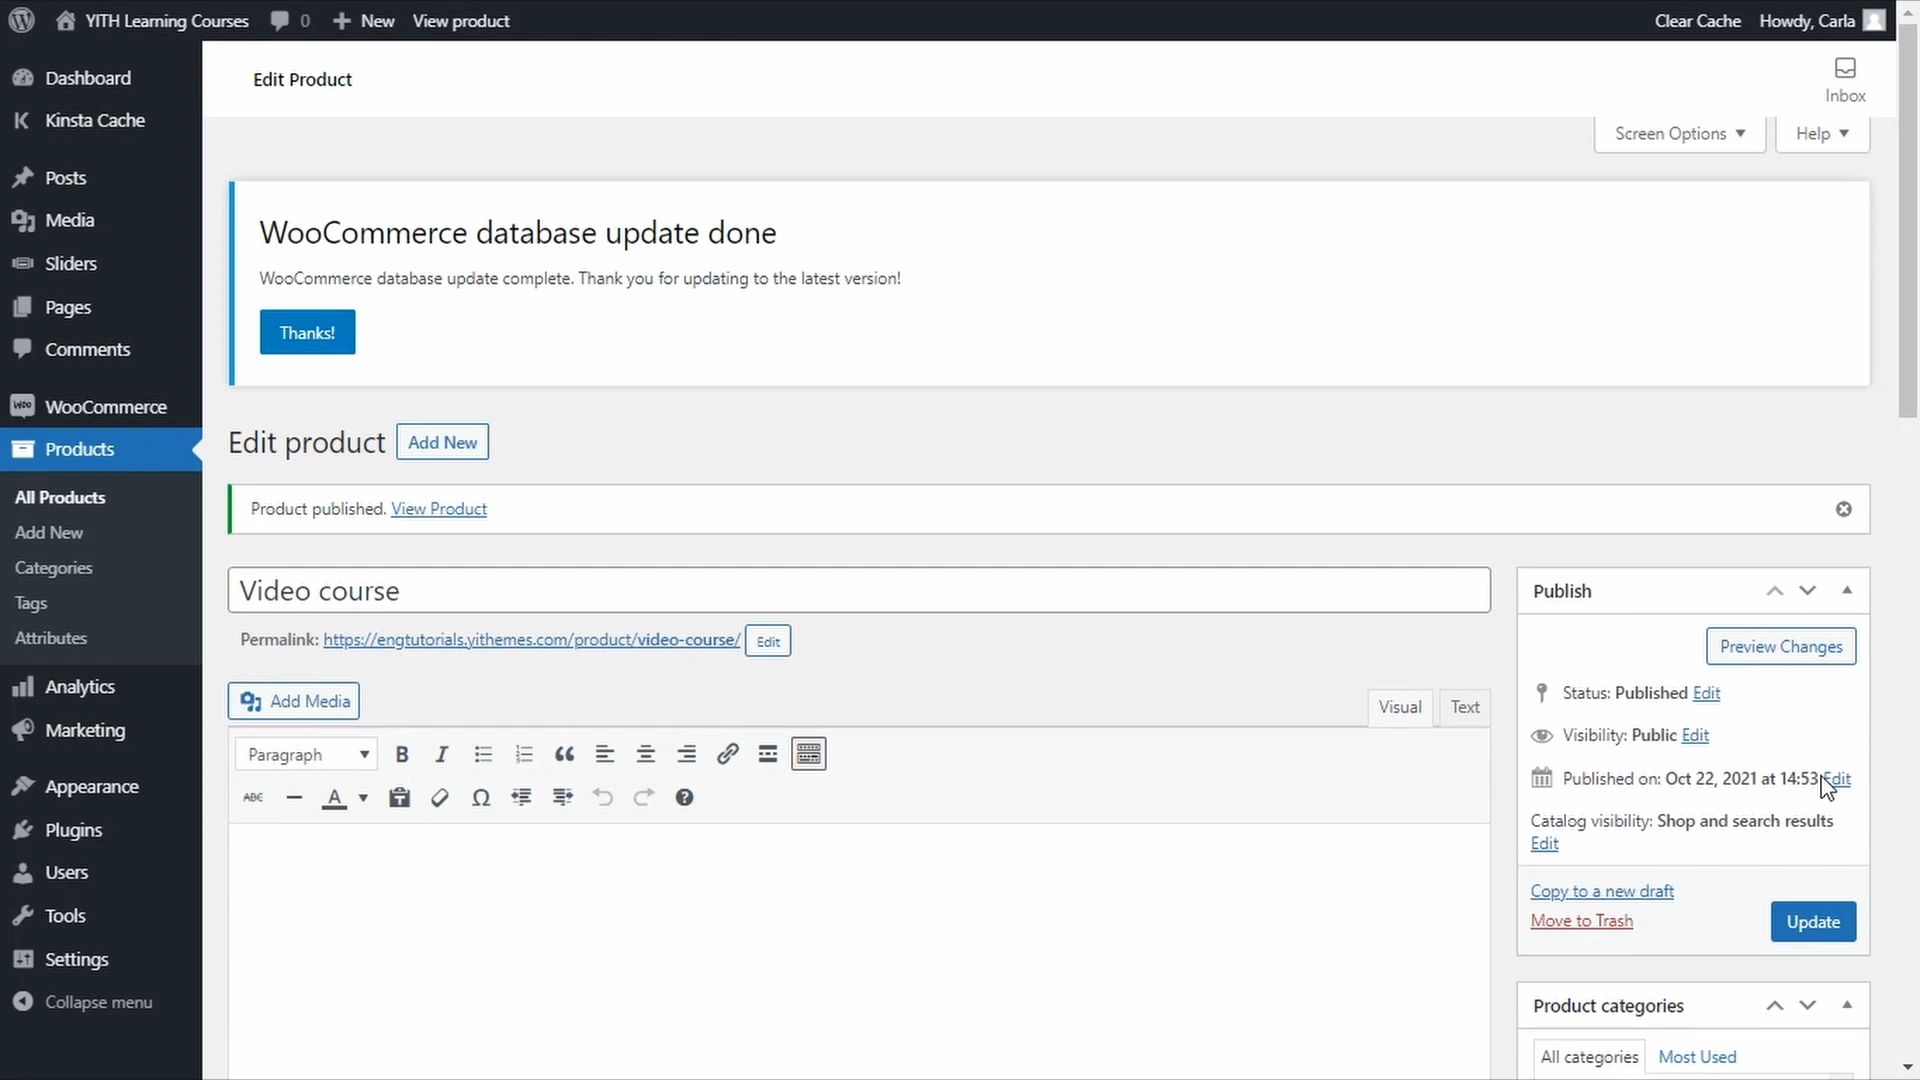 YITH Learning Courses 0 New View product Clear Cache Howdy, Carla
Dashboard
Kinsta Cache
Posts
Media
Sliders
Pages
Comments
WooCommerce
Products
All Products
Add New
Categories
Tags
Attributes
Analytics
Marketing
Appearance
Plugins
Users
Tools
Settings
Collapse menu
Edit Product
Inbox
Screen Options Help
WooCommerce database update done
WooCommerce database update complete. Thank you for updating to the latest version!
Thanks!
Edit product Add New
Product published. View Product
Video course
Permalink: https://engtutorials.yithemes.com/product/video-course/ Edit
Add Media
Visual Text
Paragraph B I
ABC A Ω
Publish
Preview Changes
Status: Published Edit
Visibility: Public Edit
Published on: Oct 22, 2021 at 14:53 Edit
Catalog visibility: Shop and search results
Edit
Copy to a new draft
Move to Trash
Update
Product categories
All categories Most Used